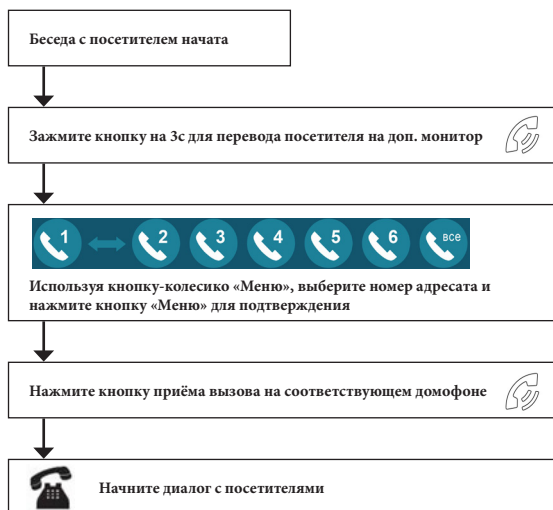 Беседа с посетителем начата
Зажмите кнопку на 3с для перевода посетителя на доп. монитор
1 2 3 4 5 6 все
Используя кнопку-колесико «Меню», выберите номер адресата и
нажмите кнопку «Меню» для подтверждения
Нажмите кнопку приёма вызова на соответствующем домофоне
Начните диалог с посетителями